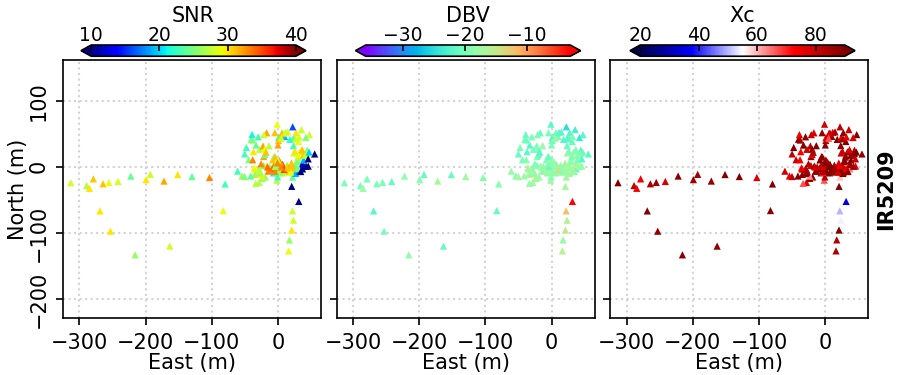 SNR DBV Xc
10 20 30 40 −30 −20 −10 20 40 60 80
North (m)
100
0
−100
−200
IR5209
−300 −200 −100 0 −300 −200 −100 0 −300 −200 −100 0
East (m) East (m) East (m)